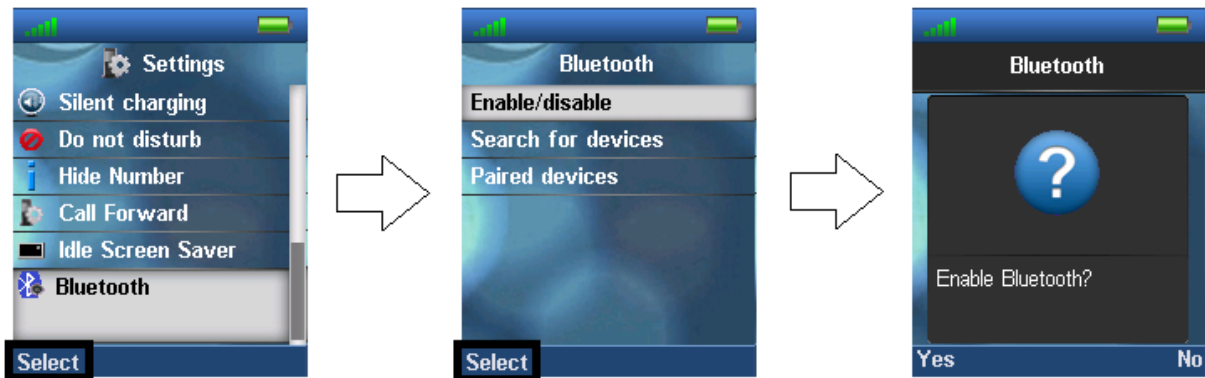 Settings
Silent charging
Do not disturb
Hide Number
Call Forward
Idle Screen Saver
Bluetooth
Select
Bluetooth
Enable/disable
Search for devices
Paired devices
Select
Bluetooth
?
Enable Bluetooth?
Yes No